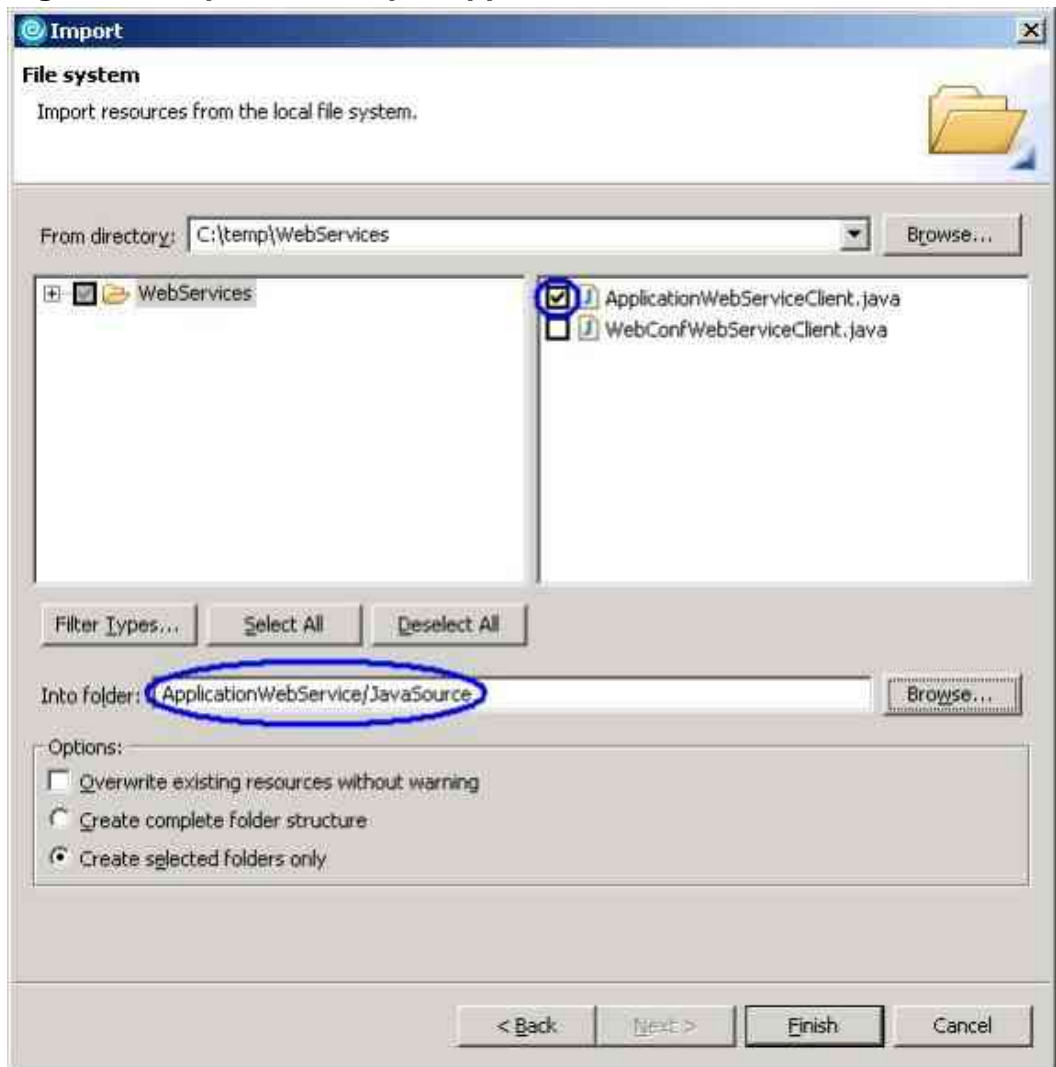 Import
File system
Import resources from the local file system.
From directory: C:\temp\WebServices Browse...
WebServices
ApplicationWebServiceClient.java
WebConfWebServiceClient.java
Filter Types... Select All Deselect All
Into folder: ApplicationWebService/JavaSource Browse...
Options:
Overwrite existing resources without warning
Create complete folder structure
Create selected folders only
< Back Next > Finish Cancel